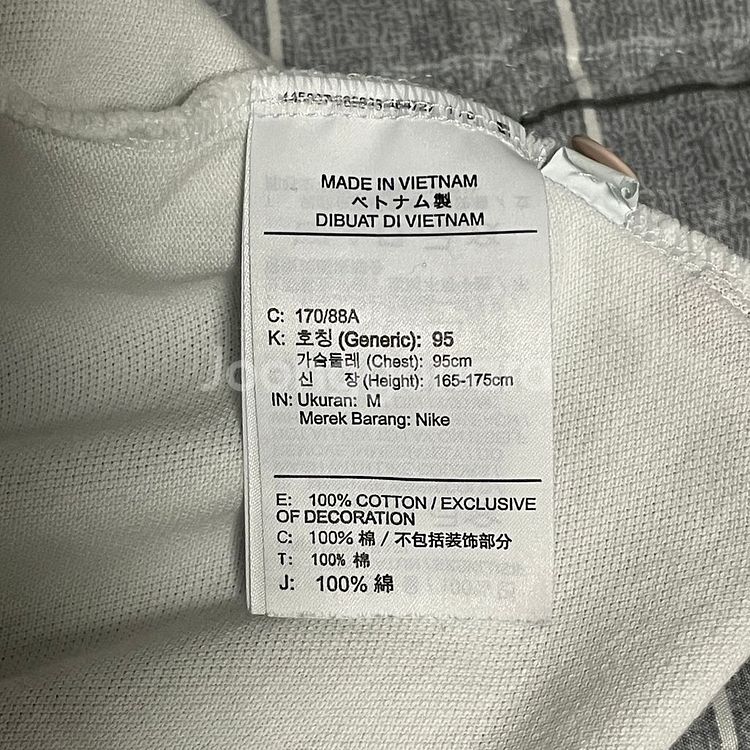 MADE IN VIETNAM
ベトナム製
DIBUAT DI VIETNAM
C: 170/88A
K: 호칭 (Generic): 95
가슴둘레 (Chest): 95cm
신 장 (Height): 165-175cm
IN: Ukuran: M
Merek Barang: Nike
E: 100% COTTON / EXCLUSIVE
OF DECORATION
C: 100% 棉 / 不包括装饰部分
T: 100% 棉
J: 100% 綿